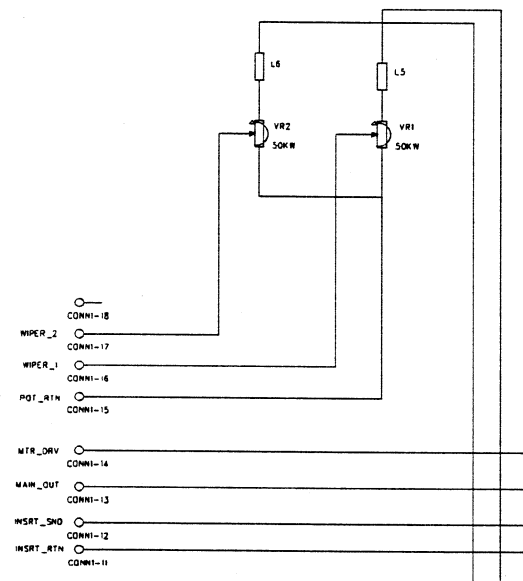 L6
L5
VR2
50KW
VR1
50KW
CONN1-18
WIPER_2
CONN1-17
WIPER_1
CONN1-16
POT_RTN
CONN1-15
MTR_DRV
CONN1-14
MAIN_OUT
CONN1-13
INSRT_SND
CONN1-12
INSRT_RTN
CONN1-11